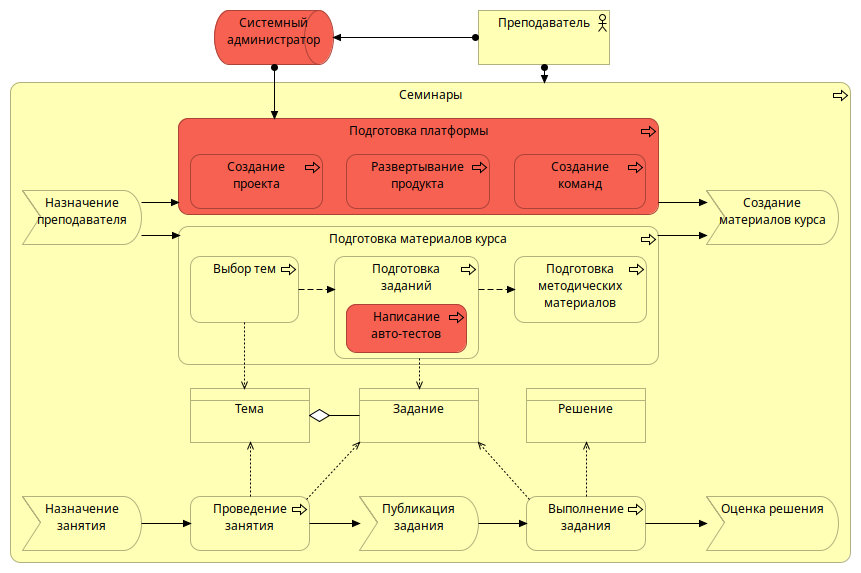 Системный
администратор
Преподаватель
Семинары
Подготовка платформы
Создание
проекта
Развертывание
продукта
Создание
команд
Назначение
преподавателя
Создание
материалов курса
Подготовка материалов курса
Выбор тем
Подготовка
заданий
Подготовка
методических
материалов
Написание
авто-тестов
Тема
Задание
Решение
Назначение
занятия
Проведение
занятия
Публикация
задания
Выполнение
задания
Оценка решения